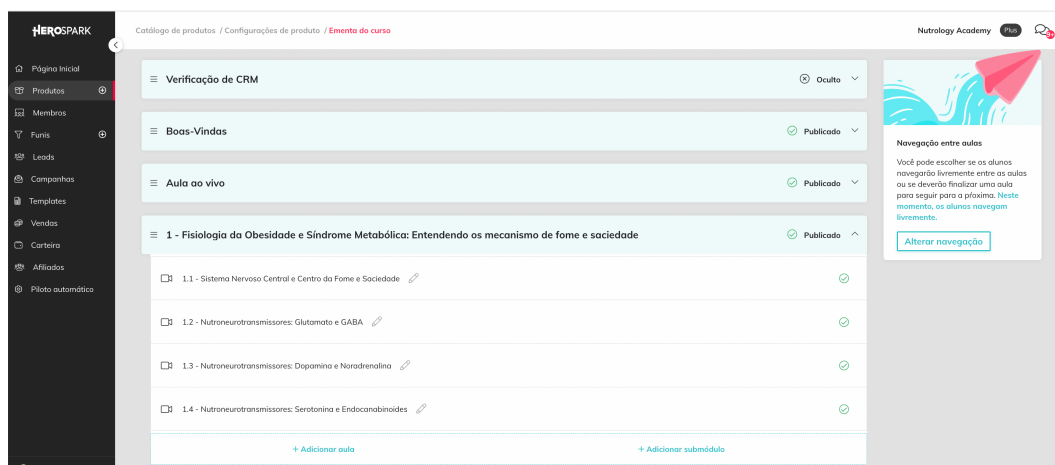 HEROSPARK
Catálogo de produtos / Configurações de produto / Ementa do curso
Nutrology Academy Plus
9+
Página Inicial
Produtos
Membros
Funis
Leads
Campanhas
Templates
Vendas
Carteira
Afiliados
Piloto automático
Verificação de CRM
Oculto
Boas-Vindas
Publicado
Aula ao vivo
Publicado
1 - Fisiologia da Obesidade e Síndrome Metabólica: Entendendo os mecanismo de fome e saciedade
Publicado
1.1 - Sistema Nervoso Central e Centro da Fome e Saciedade
1.2 - Nutroneurotransmissores: Glutamato e GABA
1.3 - Nutroneurotransmissores: Dopamina e Noradrenalina
1.4 - Nutroneurotransmissores: Serotonina e Endocanabinoides
+ Adicionar aula
+ Adicionar submódulo
Navegação entre aulas
Você pode escolher se os alunos
navegarão livremente entre as aulas
ou se deverão finalizar uma aula
para seguir para a próxima. Neste
momento, os alunos navegam
livremente.
Alterar navegação